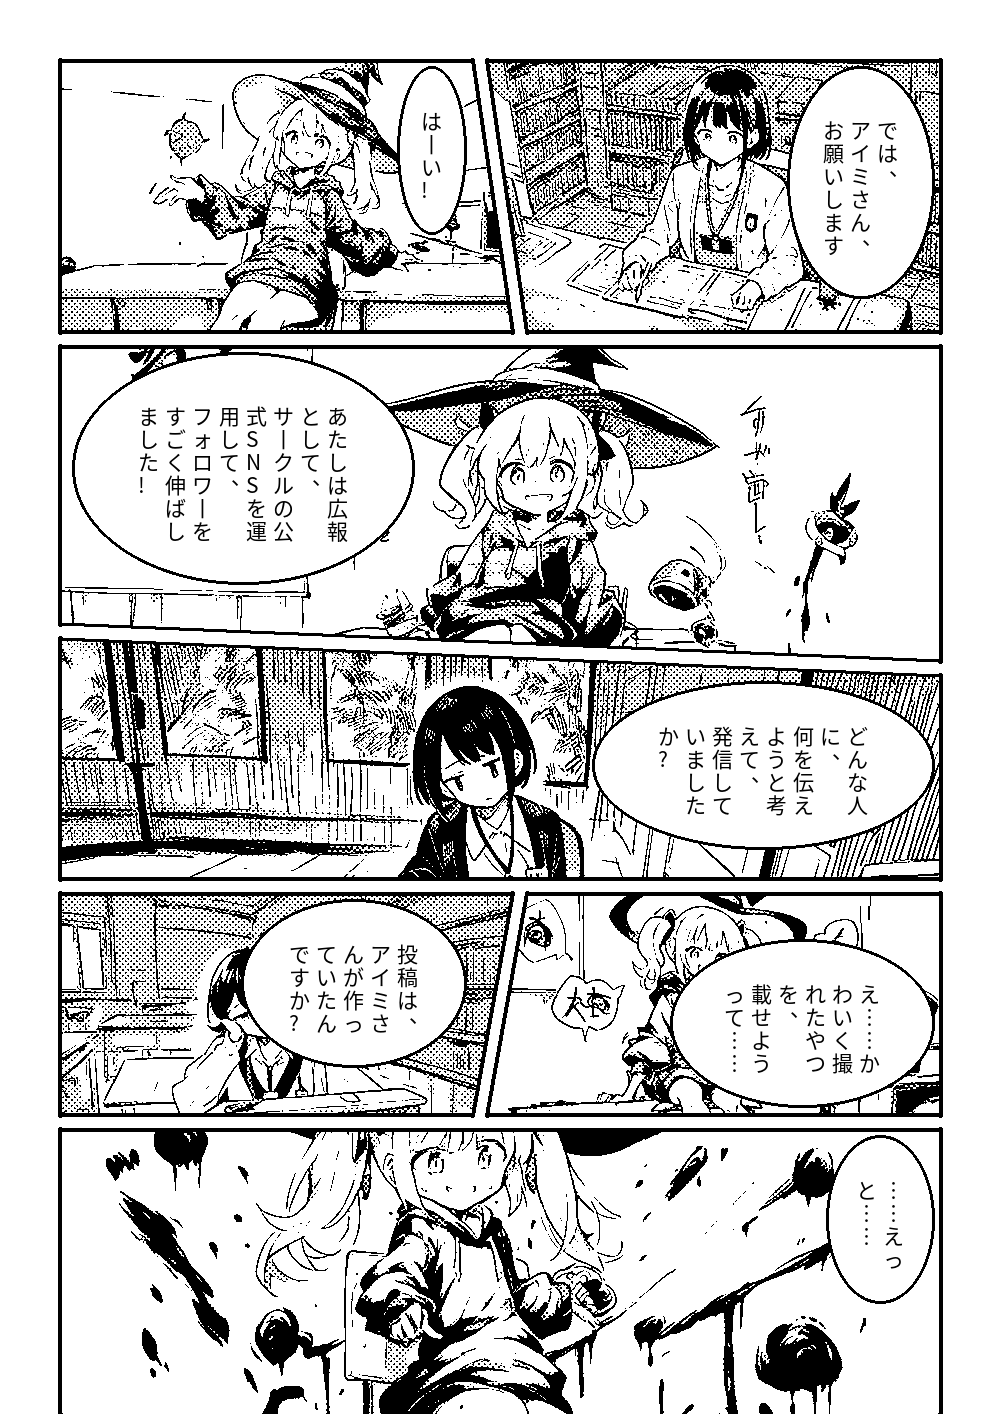 では、
アイミさん、
お願いします
はーい！
あたしは広報
として、
サークルの公
式ＳＮＳを運
用して、
フォロワーを
すごく伸ばし
ました！
どんな人
に、
何を伝え
ようと考
えて、
発信して
いました
か？
投稿は、
アイミさ
んが作っ
ていたん
ですか？
え………か
わいく撮
れたやつ
を、
載せよう
って……
……えっ
と……